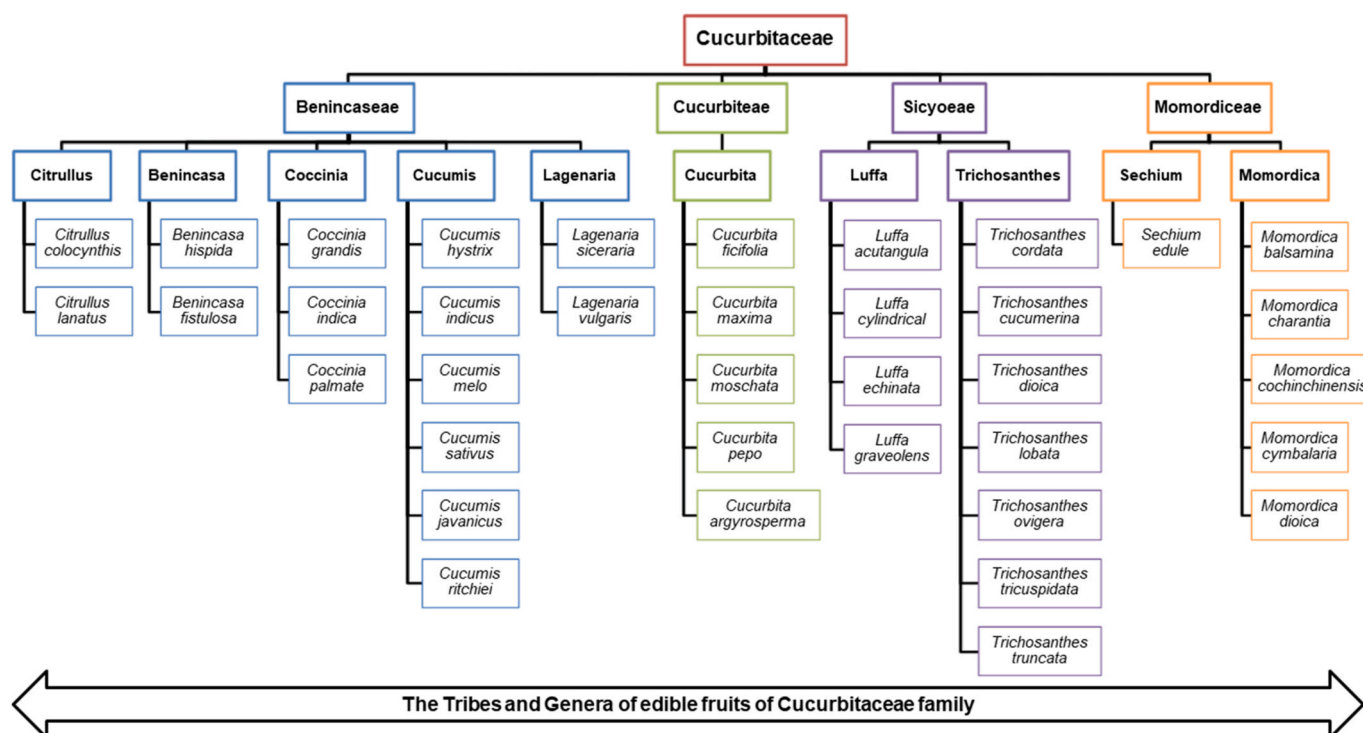 Cucurbitaceae
Benincaseae
Cucurbiteae
Sicyoeae
Momordiceae
Citrullus
Benincasa
Coccinia
Cucumis
Lagenaria
Cucurbita
Luffa
Trichosanthes
Sechium
Momordica
Citrullus
colocynthis
Citrullus
lanatus
Benincasa
hispida
Benincasa
fistulosa
Coccinia
grandis
Coccinia
indica
Coccinia
palmate
Cucumis
hystrix
Cucumis
indicus
Cucumis
melo
Cucumis
sativus
Cucumis
javanicus
Cucumis
ritchiei
Lagenaria
siceraria
Lagenaria
vulgaris
Cucurbita
ficifolia
Cucurbita
maxima
Cucurbita
moschata
Cucurbita
pepo
Cucurbita
argyrosperma
Luffa
acutangula
Luffa
cylindrical
Luffa
echinata
Luffa
graveolens
Trichosanthes
cordata
Trichosanthes
cucumerina
Trichosanthes
dioica
Trichosanthes
lobata
Trichosanthes
ovigera
Trichosanthes
tricuspidata
Trichosanthes
truncata
Sechium
edule
Momordica
balsamina
Momordica
charantia
Momordica
cochinchinensis
Momordica
cymbalaria
Momordica
dioica
The Tribes and Genera of edible fruits of Cucurbitaceae family